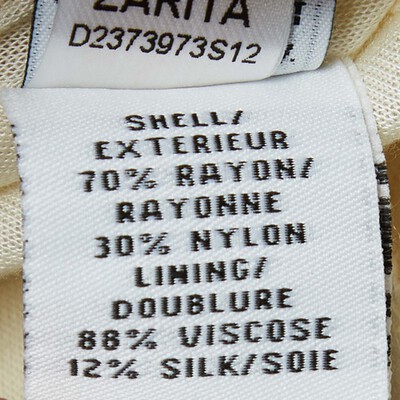 ZARITA
D2373973S12
SHELL/
EXTERIEUR
70% RAYON/
RAYONNE
30% NYLON
LINING/
DOUBLURE
88% VISCOSE
12% SILK/SOIE